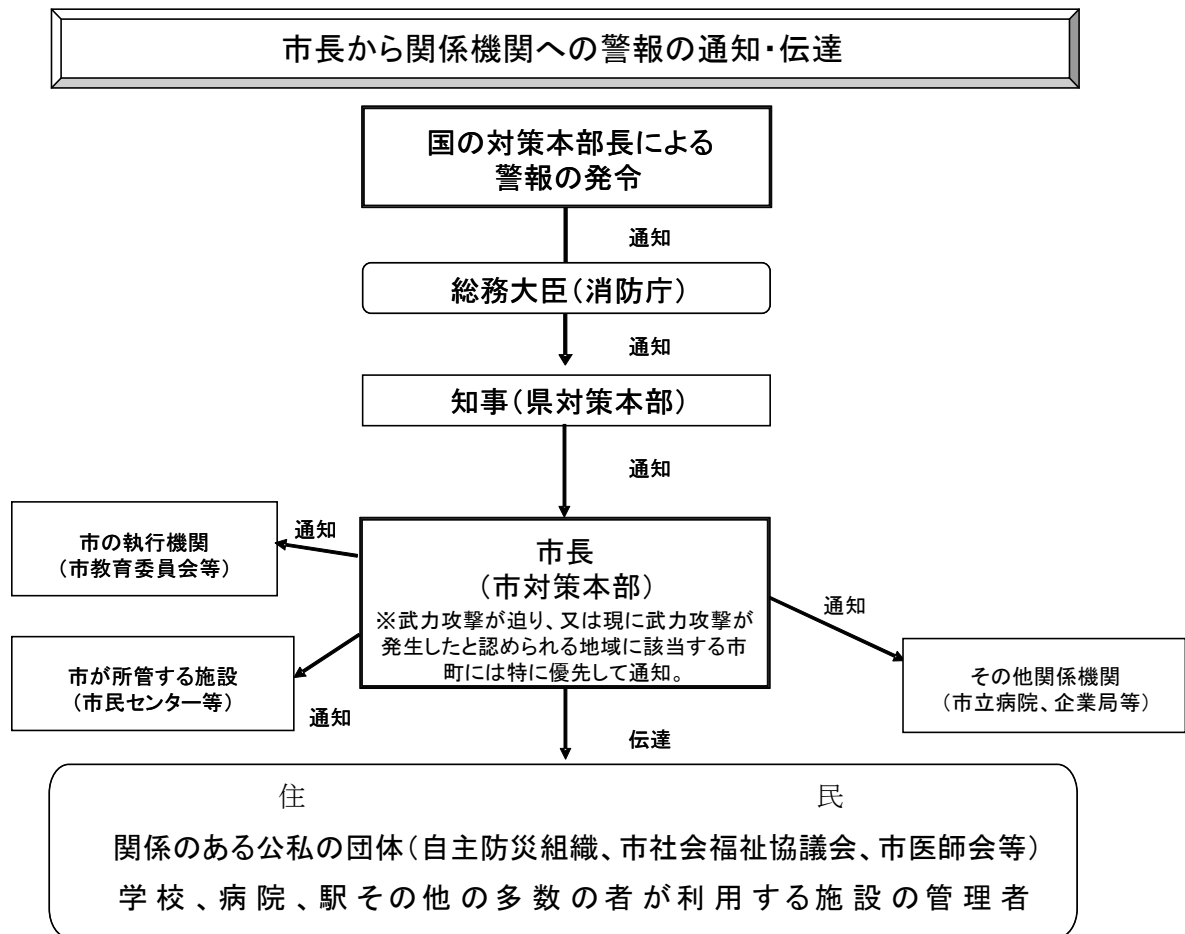 市長から関係機関への警報の通知・伝達
国の対策本部長による
警報の発令
通知
総務大臣（消防庁）
通知
知事（県対策本部）
通知
市の執行機関
（市教育委員会等）
通知
市長
（市対策本部）
※武力攻撃が迫り、又は現に武力攻撃が
発生したと認められる地域に該当する市
町には特に優先して通知。
通知
市が所管する施設
（市民センター等）
通知
その他関係機関
（市立病院、企業局等）
伝達
住　民
関係のある公私の団体（自主防災組織、市社会福祉協議会、市医師会等）
学校、病院、駅その他の多数の者が利用する施設の管理者